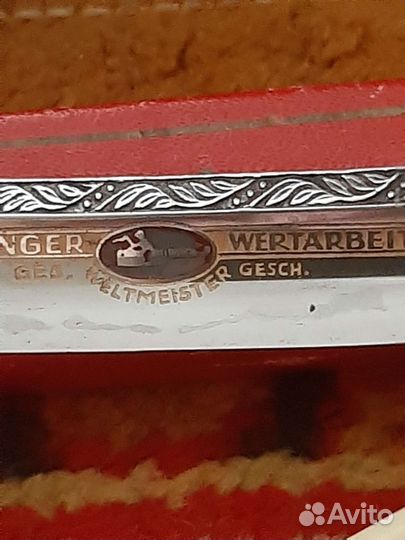 NGER WERTARBEIT
GES. GESCH.
WELTMEISTER
Avito